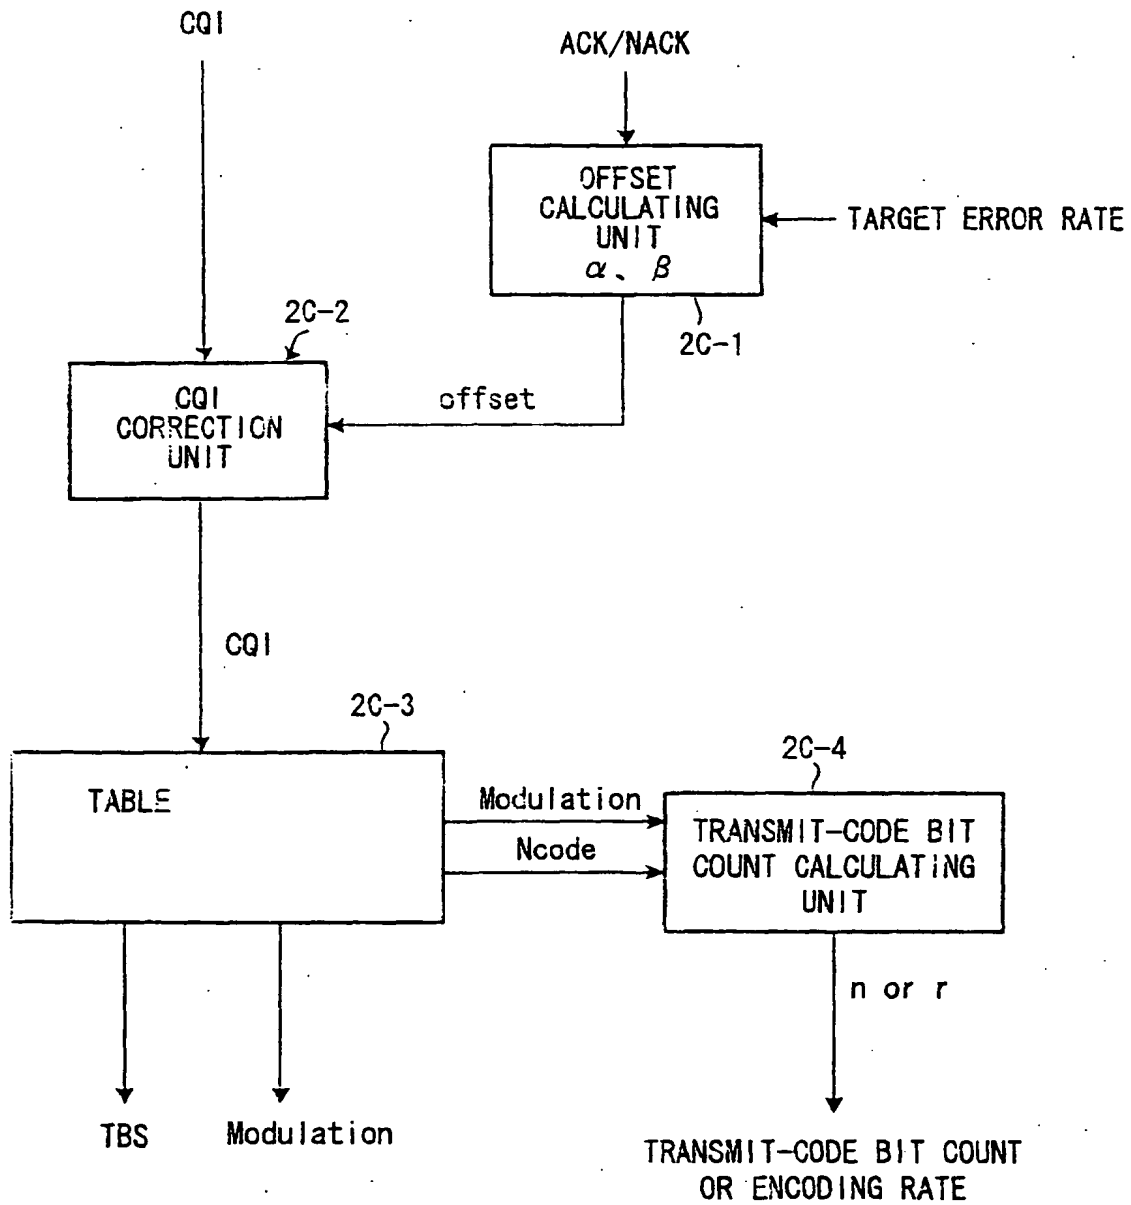 CQI
ACK/NACK
OFFSET
CALCULATING
UNIT
α、β
TARGET ERROR RATE
2C-1
2C-2
CQI
CORRECTION
UNIT
offset
CQI
2C-3
TABLE
Modulation
Ncode
2C-4
TRANSMIT-CODE BIT
COUNT CALCULATING
UNIT
n or r
TBS
Modulation
TRANSMIT-CODE BIT COUNT
OR ENCODING RATE